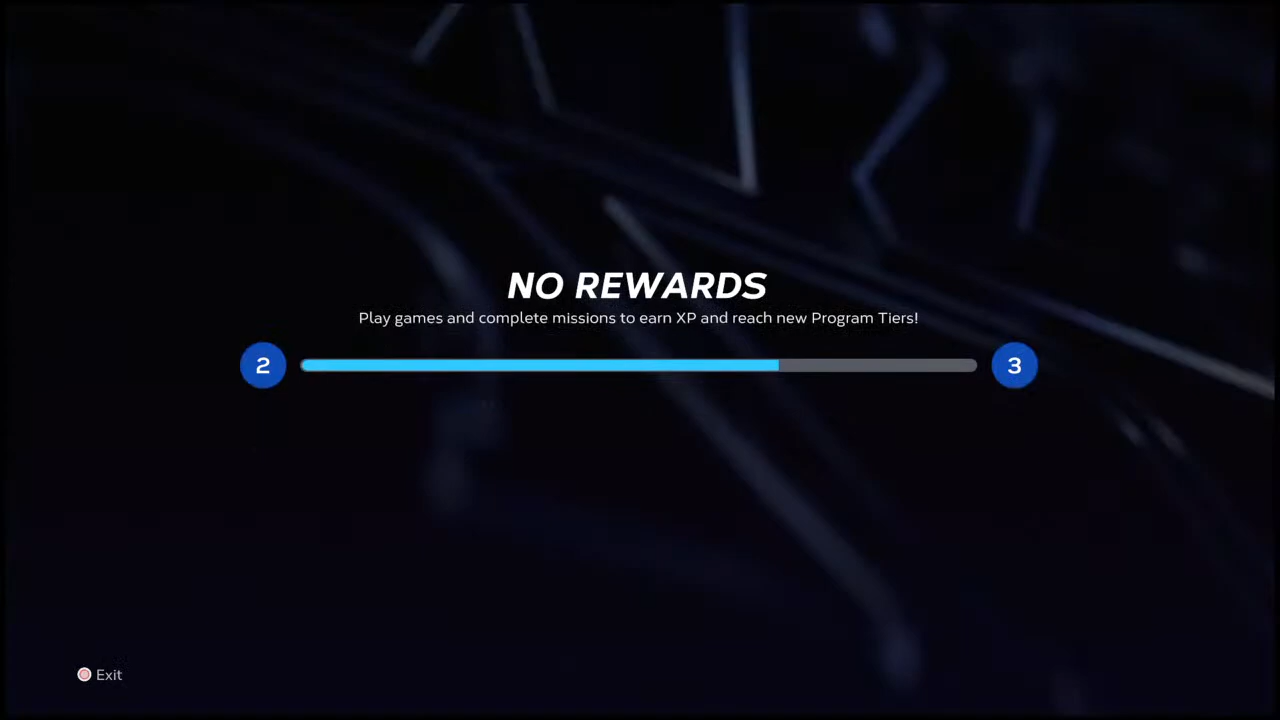 NO REWARDS
Play games and complete missions to earn XP and reach new Program Tiers!
2 3
Exit